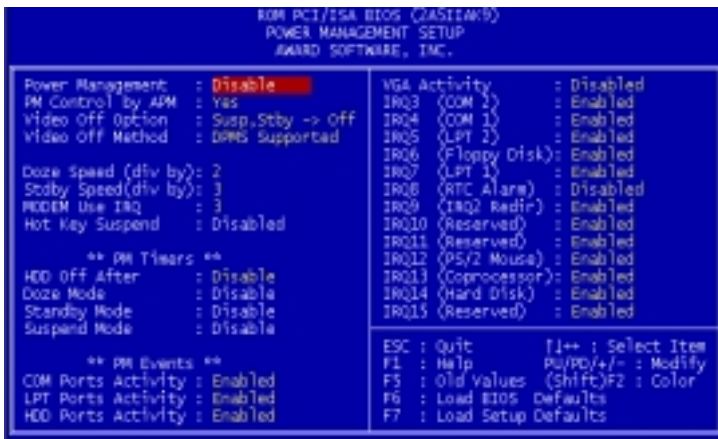 ROM PCI/ISA BIOS (2A5IIAK9)
POWER MANAGEMENT SETUP
AWARD SOFTWARE, INC.
Power Management : Disable
PM Control by APM : Yes
Video Off Option : Susp,Stby -> Off
Video Off Method : DPMS Supported
Doze Speed (div by): 2
Stdby Speed(div by): 3
MODEM Use IRQ : 3
Hot Key Suspend : Disabled
** PM Timers **
HDD Off After : Disable
Doze Mode : Disable
Standby Mode : Disable
Suspend Mode : Disable
** PM Events **
COM Ports Activity : Enabled
LPT Ports Activity : Enabled
HDD Ports Activity : Enabled
VGA Activity : Disabled
IRQ3 (COM 2) : Enabled
IRQ4 (COM 1) : Enabled
IRQ5 (LPT 2) : Enabled
IRQ6 (Floppy Disk): Enabled
IRQ7 (LPT 1) : Enabled
IRQ8 (RTC Alarm) : Disabled
IRQ9 (IRQ2 Redir) : Enabled
IRQ10 (Reserved) : Enabled
IRQ11 (Reserved) : Enabled
IRQ12 (PS/2 Mouse) : Enabled
IRQ13 (Coprocessor): Enabled
IRQ14 (Hard Disk) : Enabled
IRQ15 (Reserved) : Enabled
ESC : Quit ↑↓↔ : Select Item
F1 : Help PU/PD/+/- : Modify
F5 : Old Values (Shift)F2 : Color
F6 : Load BIOS Defaults
F7 : Load Setup Defaults